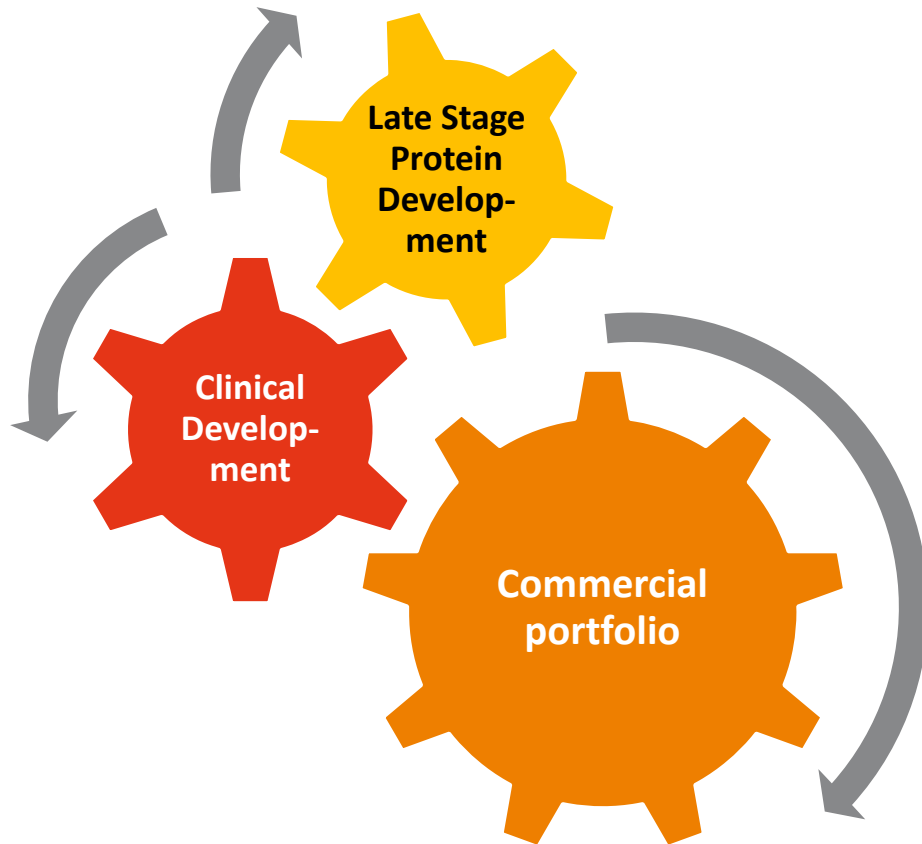 Late Stage
Protein
Develop-
ment
Clinical
Develop-
ment
Commercial
portfolio